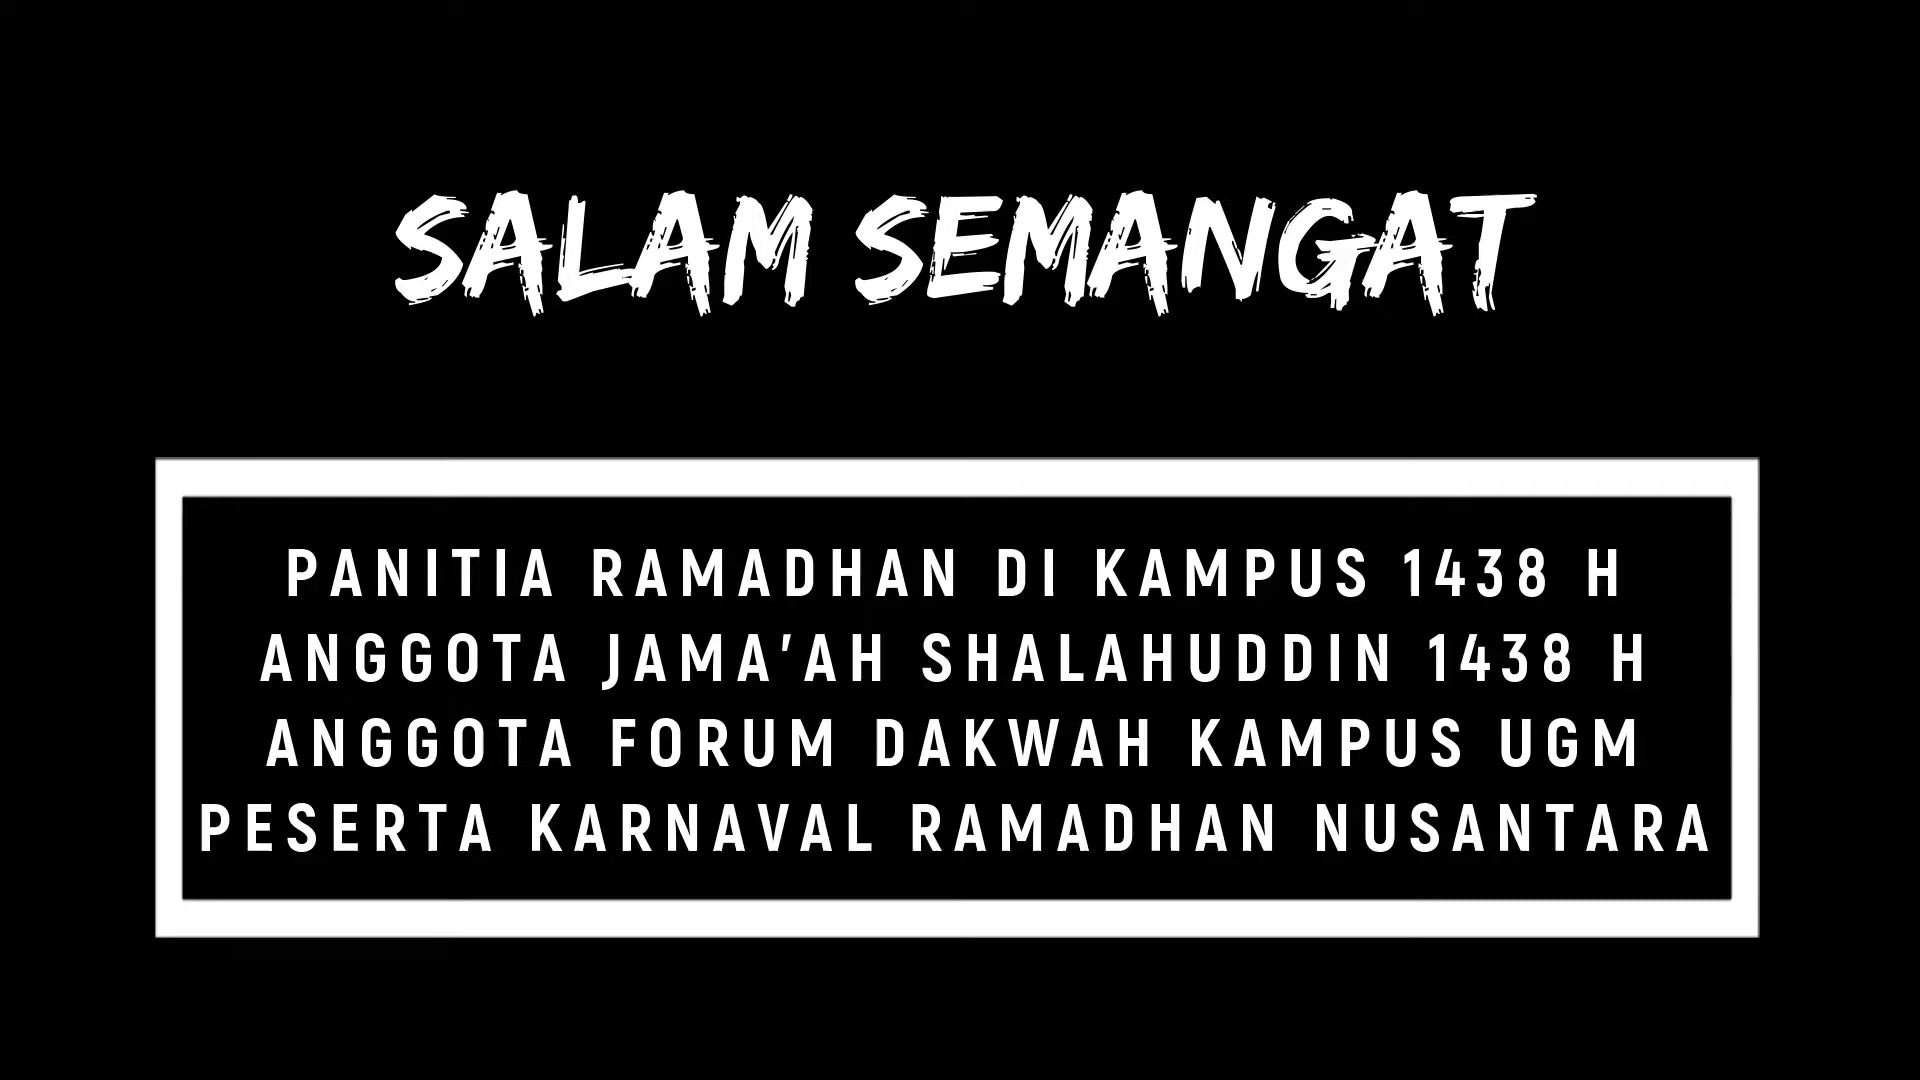 SALAM SEMANGAT
PANITIA RAMADHAN DI KAMPUS 1438 H
ANGGOTA JAMA'AH SHALAHUDDIN 1438 H
ANGGOTA FORUM DAKWAH KAMPUS UGM
PESERTA KARNAVAL RAMADHAN NUSANTARA